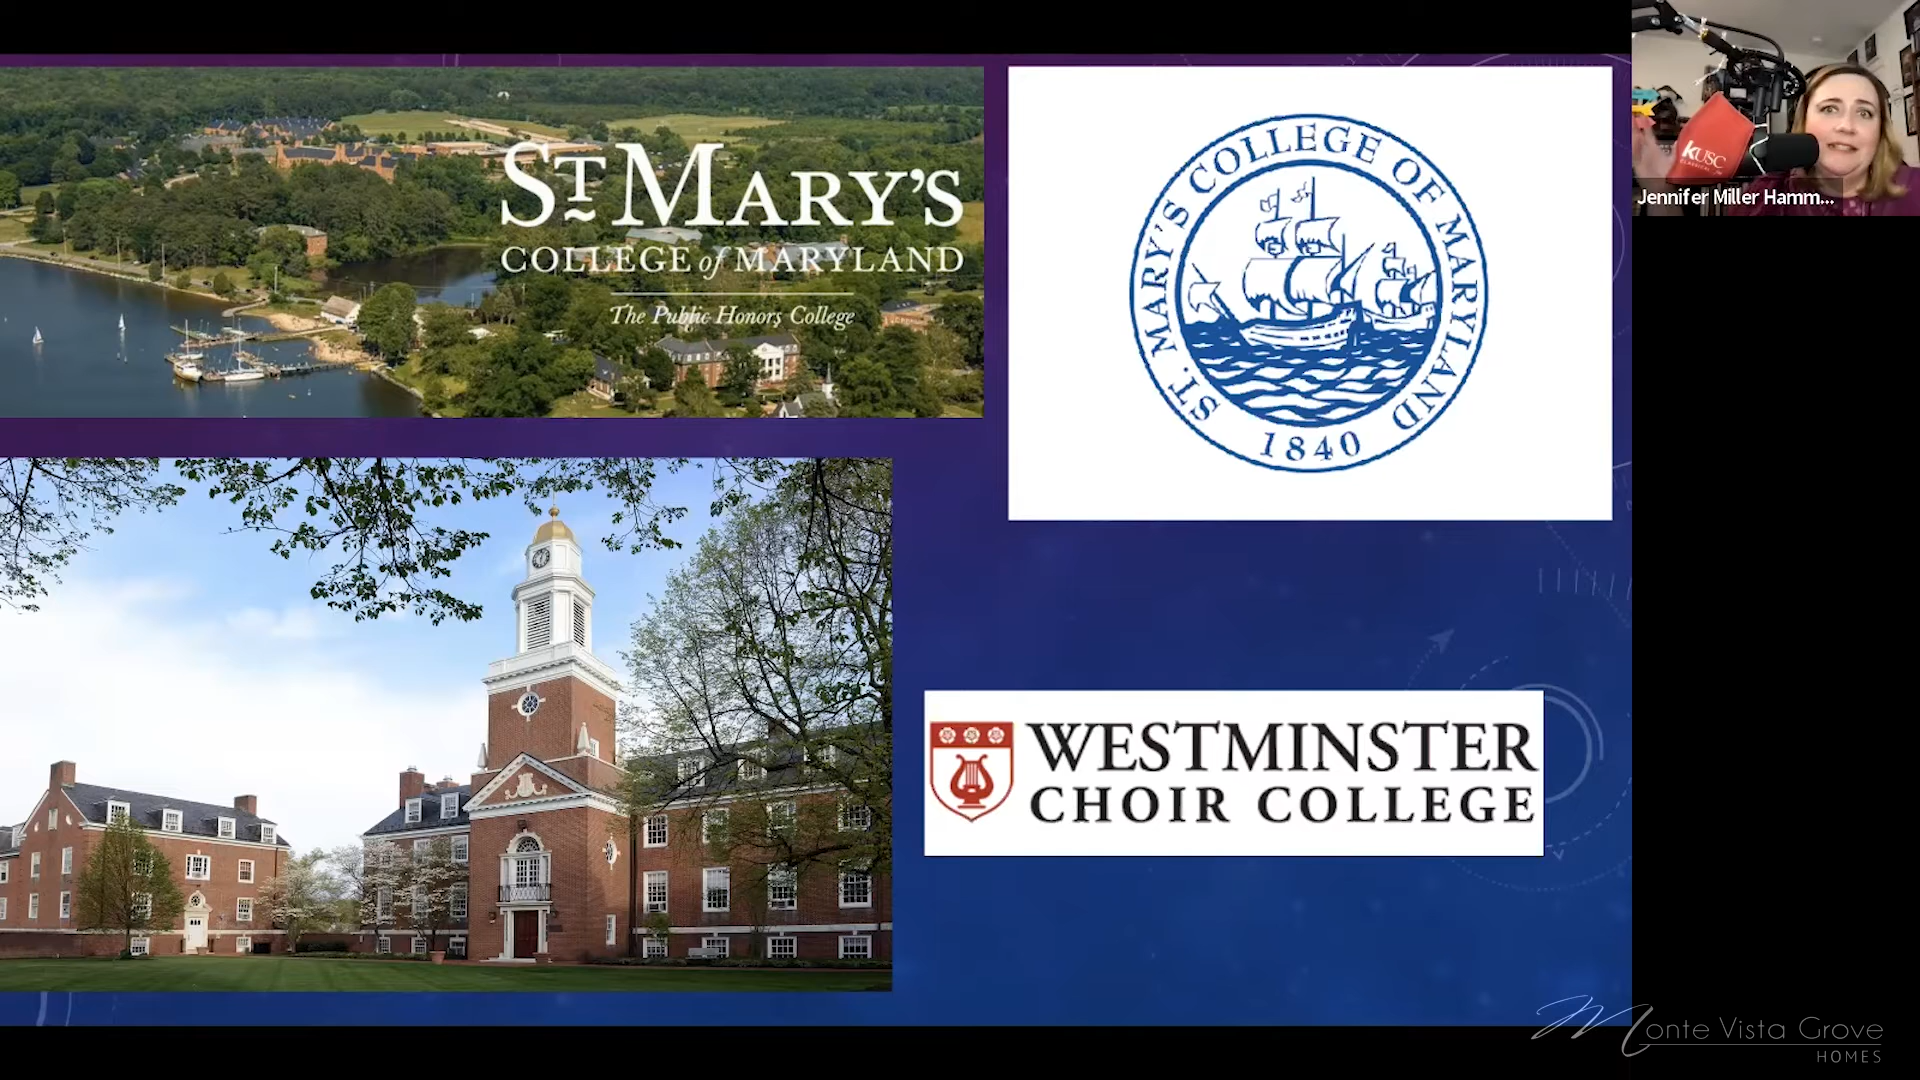 ST MARY'S
COLLEGE of MARYLAND
The Public Honors College
ST. MARY'S COLLEGE OF MARYLAND
1840
KUSC
Jennifer Miller Hamm...
WESTMINSTER
CHOIR COLLEGE
Monte Vista Grove
HOMES